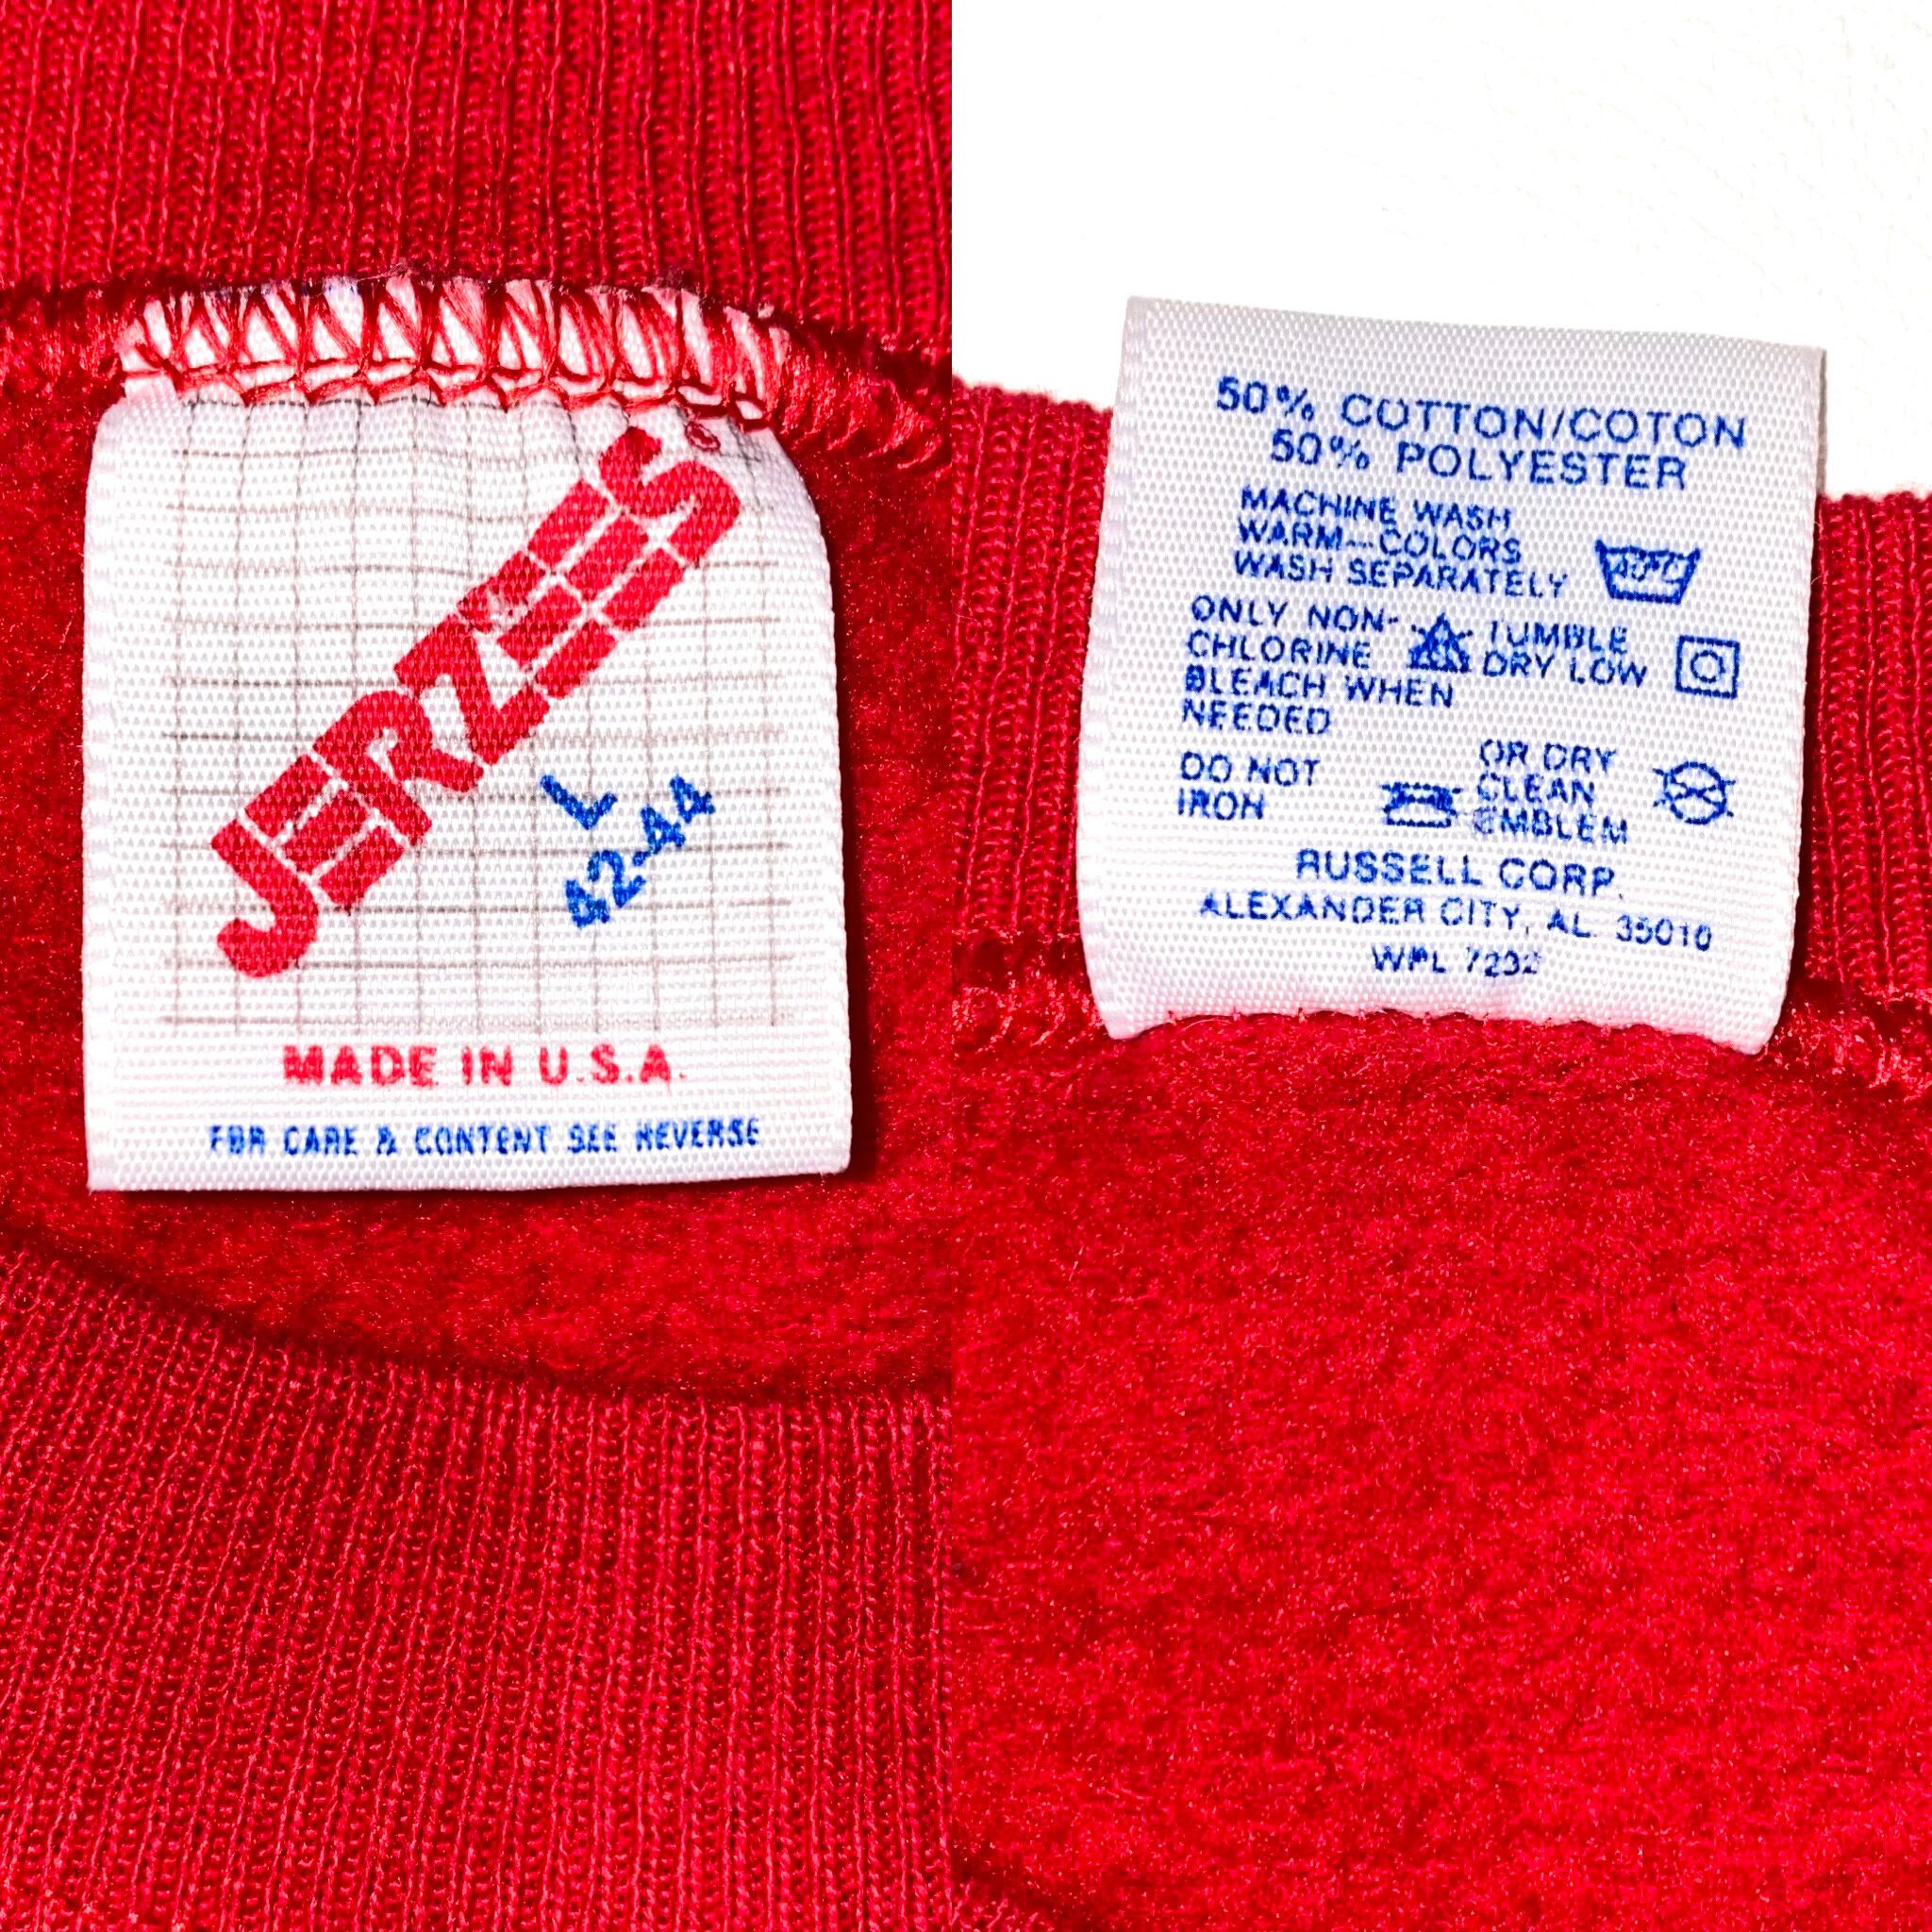 JERZEES®
L
42-44
MADE IN U.S.A.
FOR CARE & CONTENT SEE REVERSE
50% COTTON/COTON
50% POLYESTER
MACHINE WASH
WARM—COLORS
WASH SEPARATELY
40°C
ONLY NON-
CHLORINE
BLEACH WHEN
NEEDED
TUMBLE
DRY LOW
DO NOT
IRON
OR DRY
CLEAN
EMBLEM
RUSSELL CORP.
ALEXANDER CITY, AL 35010
WPL 7232